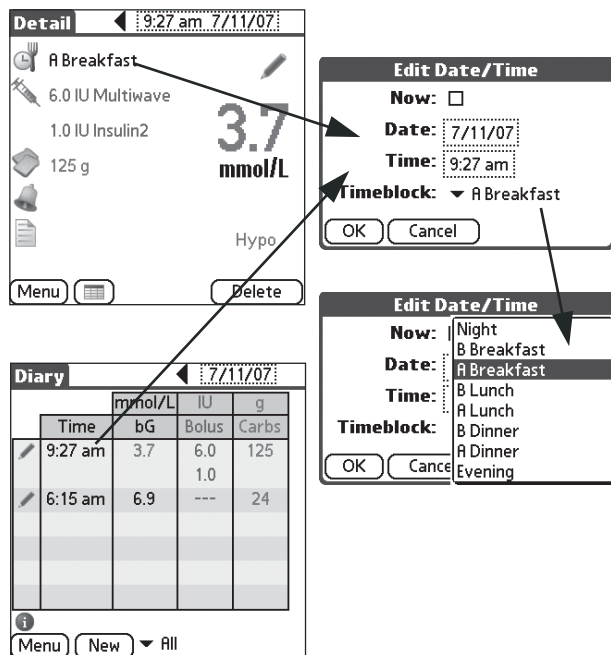 Detail 9:27 am 7/11/07
A Breakfast
6.0 IU Multiwave
1.0 IU Insulin2
3.7
mmol/L
125 g
Hypo
Menu Delete
Edit Date/Time
Now:
Date: 7/11/07
Time: 9:27 am
Timeblock: A Breakfast
OK Cancel
Diary 7/11/07
mmol/L IU g
Time bG Bolus Carbs
9:27 am 3.7 6.0 125
1.0
6:15 am 6.9 --- 24
Menu New All
Edit Date/Time
Now:
Date:
Time:
Timeblock:
OK Cance
Night
B Breakfast
A Breakfast
B Lunch
A Lunch
B Dinner
A Dinner
Evening